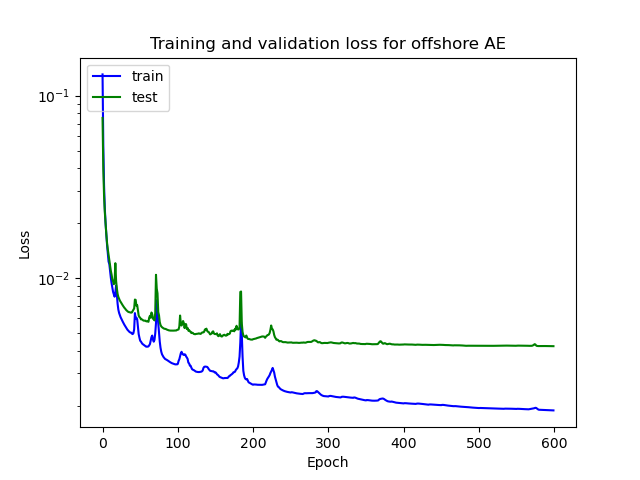 Training and validation loss for offshore AE
train
test
10⁻¹
10⁻²
Loss
0 100 200 300 400 500 600
Epoch